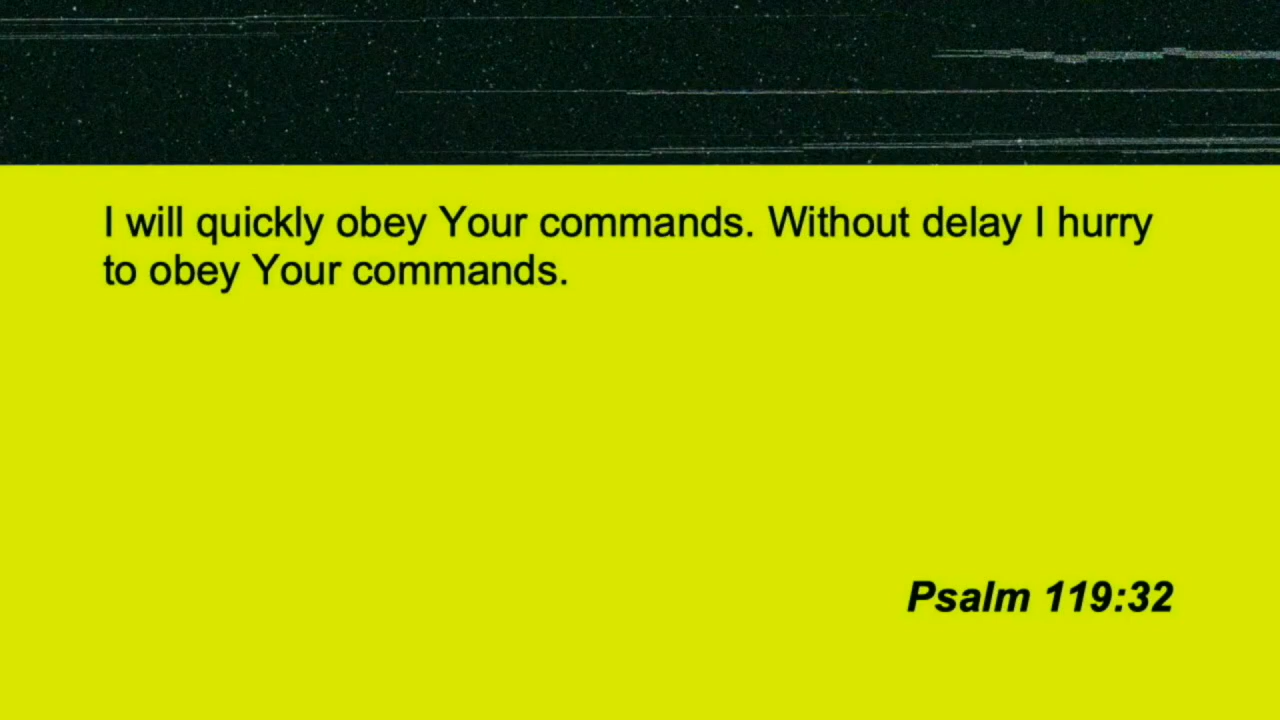 I will quickly obey Your commands. Without delay I hurry
to obey Your commands.
Psalm 119:32